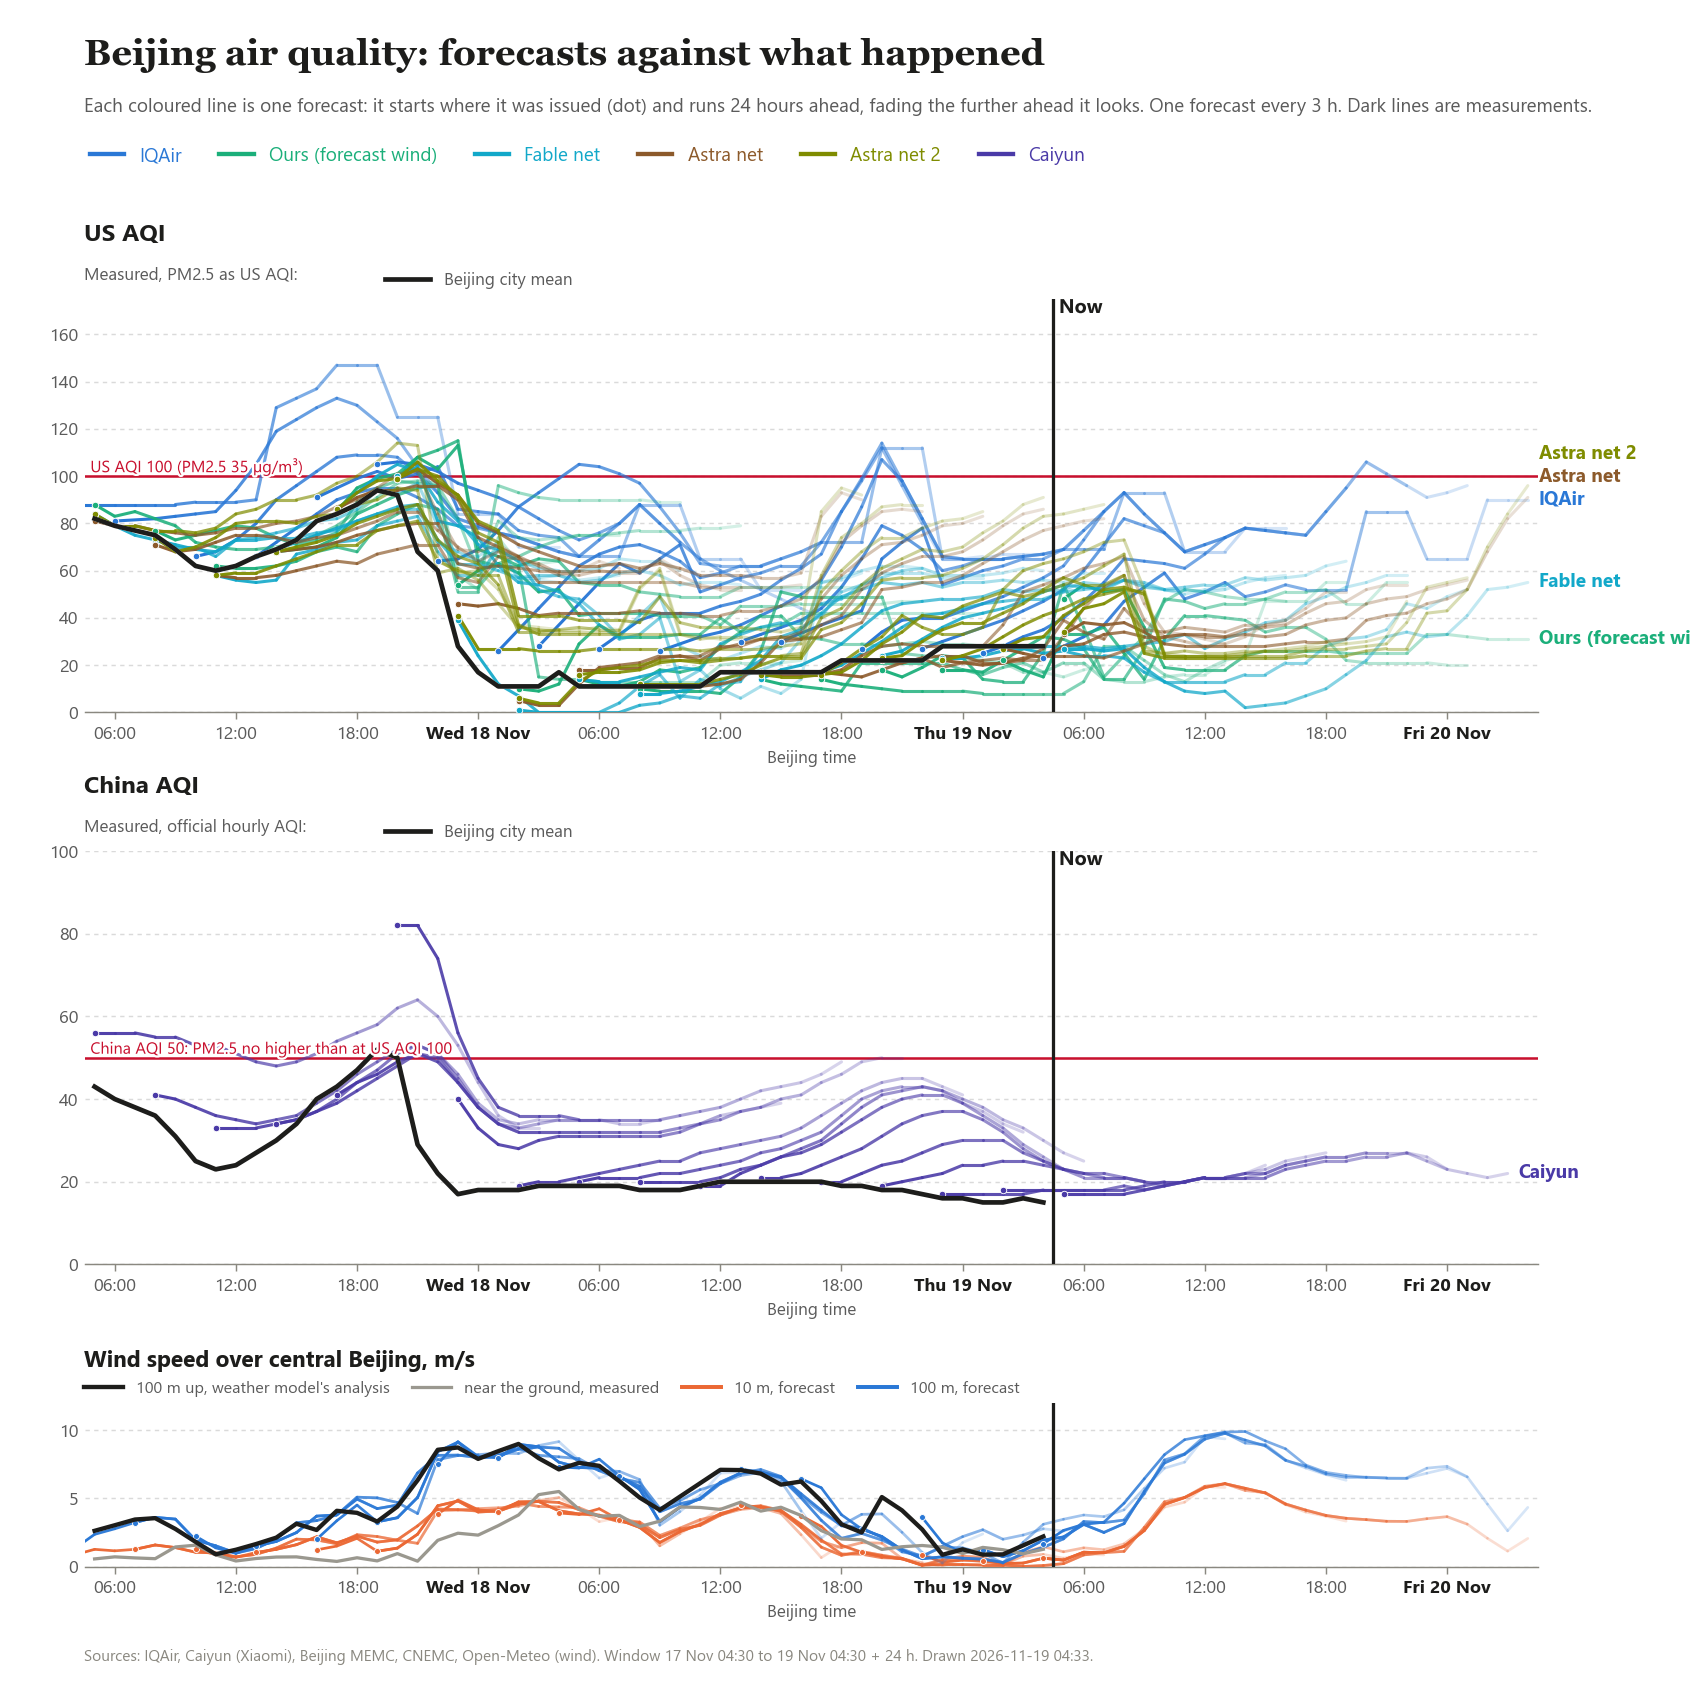 Beijing air quality: forecasts against what happened
Each coloured line is one forecast: it starts where it was issued (dot) and runs 24 hours ahead, fading the further ahead it looks. One forecast every 3 h. Dark lines are measurements.
IQAir Ours (forecast wind) Fable net Astra net Astra net 2 Caiyun
US AQI
Measured, PM2.5 as US AQI: Beijing city mean
Now
160
140
120
100
80
60
40
20
0
US AQI 100 (PM2.5 35 µg/m³)
Astra net 2
Astra net
IQAir
Fable net
Ours (forecast wi
06:00 12:00 18:00 Wed 18 Nov 06:00 12:00 18:00 Thu 19 Nov 06:00 12:00 18:00 Fri 20 Nov
Beijing time
China AQI
Measured, official hourly AQI: Beijing city mean
Now
100
80
60
40
20
0
China AQI 50: PM2.5 no higher than at US AQI 100
Caiyun
06:00 12:00 18:00 Wed 18 Nov 06:00 12:00 18:00 Thu 19 Nov 06:00 12:00 18:00 Fri 20 Nov
Beijing time
Wind speed over central Beijing, m/s
100 m up, weather model's analysis near the ground, measured 10 m, forecast 100 m, forecast
10
5
0
06:00 12:00 18:00 Wed 18 Nov 06:00 12:00 18:00 Thu 19 Nov 06:00 12:00 18:00 Fri 20 Nov
Beijing time
Sources: IQAir, Caiyun (Xiaomi), Beijing MEMC, CNEMC, Open-Meteo (wind). Window 17 Nov 04:30 to 19 Nov 04:30 + 24 h. Drawn 2026-11-19 04:33.